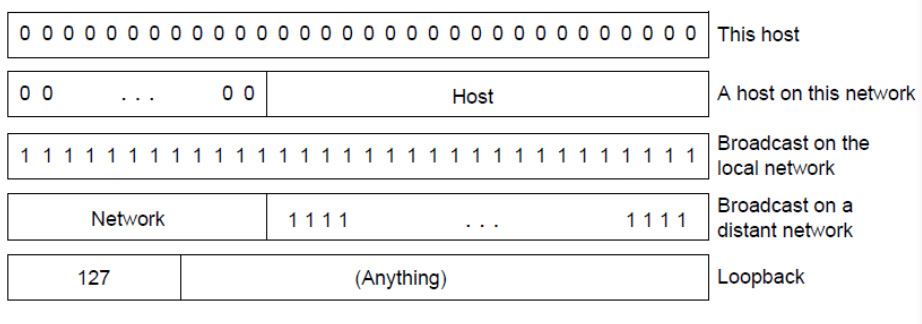 0 0 0 0 0 0 0 0 0 0 0 0 0 0 0 0 0 0 0 0 0 0 0 0 0 0 0 0 0 0 0 0 This host
0 0 ... 0 0 Host A host on this network
1 1 1 1 1 1 1 1 1 1 1 1 1 1 1 1 1 1 1 1 1 1 1 1 1 1 1 1 1 1 1 1 Broadcast on the
local network
Network 1 1 1 1 ... 1 1 1 1 Broadcast on a
distant network
127 (Anything) Loopback